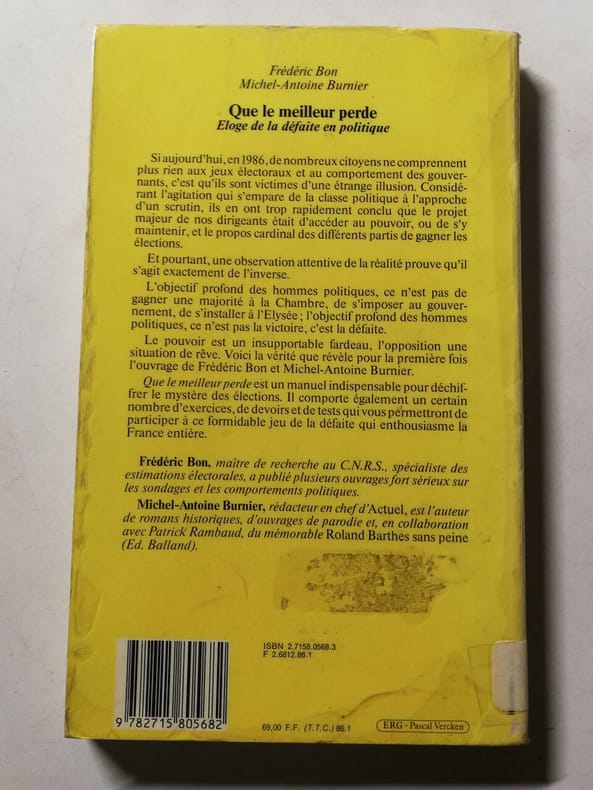 Frédéric Bon
Michel-Antoine Burnier
Que le meilleur perde
Eloge de la défaite en politique
Si aujourd'hui, en 1986, de nombreux citoyens ne comprennent
plus rien aux jeux électoraux et au comportement des gouver-
nants, c'est qu'ils sont victimes d'une étrange illusion. Considé-
rant l'agitation qui s'empare de la classe politique à l'approche
d'un scrutin, ils en ont trop rapidement conclu que le projet
majeur de nos dirigeants était d'accéder au pouvoir, ou de s'y
maintenir, et le propos cardinal des différents partis de gagner les
élections.
Et pourtant, une observation attentive de la réalité prouve qu'il
s'agit exactement de l'inverse.
L'objectif profond des hommes politiques, ce n'est pas de
gagner une majorité à la Chambre, de s'imposer au gouver-
nement, de s'installer à l'Elysée ; l'objectif profond des hommes
politiques, ce n'est pas la victoire, c'est la défaite.
Le pouvoir est un insupportable fardeau, l'opposition une
situation de rêve. Voici la vérité que révèle pour la première fois
l'ouvrage de Frédéric Bon et Michel-Antoine Burnier.
Que le meilleur perde est un manuel indispensable pour déchif-
frer le mystère des élections. Il comporte également un certain
nombre d'exercices, de devoirs et de tests qui vous permettront de
participer à ce formidable jeu de la défaite qui enthousiasme la
France entière.
Frédéric Bon, maître de recherche au C.N.R.S., spécialiste des
estimations électorales, a publié plusieurs ouvrages fort sérieux sur
les sondages et les comportements politiques.
Michel-Antoine Burnier, rédacteur en chef d'Actuel, est l'auteur
de romans historiques, d'ouvrages de parodie et, en collaboration
avec Patrick Rambaud, du mémorable Roland Barthes sans peine
(Ed. Balland).
ISBN 2.7158.0568.3
F 2.6812.86.1
9 782715 805682
69,00 F.F. (T.T.C.) 86.1
ERG - Pascal Vercken